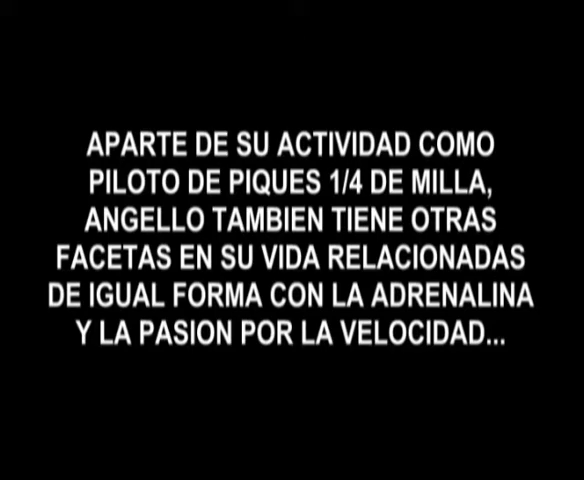 APARTE DE SU ACTIVIDAD COMO
PILOTO DE PIQUES 1/4 DE MILLA,
ANGELLO TAMBIEN TIENE OTRAS
FACETAS EN SU VIDA RELACIONADAS
DE IGUAL FORMA CON LA ADRENALINA
Y LA PASION POR LA VELOCIDAD...